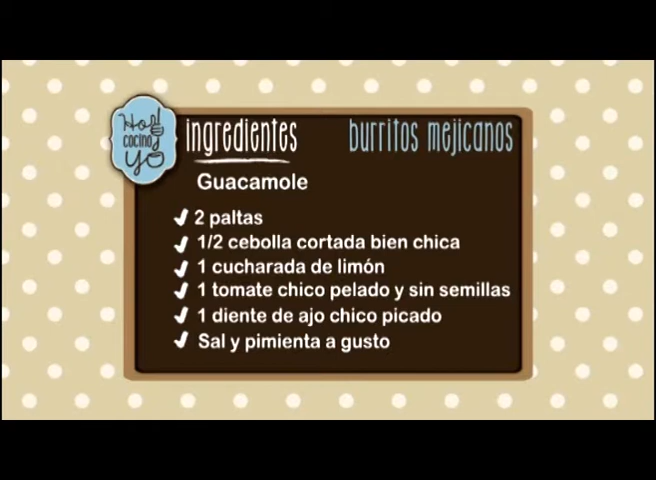 Hoy
cocino
yo
ingredientes
burritos mejicanos
Guacamole
2 paltas
1/2 cebolla cortada bien chica
1 cucharada de limón
1 tomate chico pelado y sin semillas
1 diente de ajo chico picado
Sal y pimienta a gusto